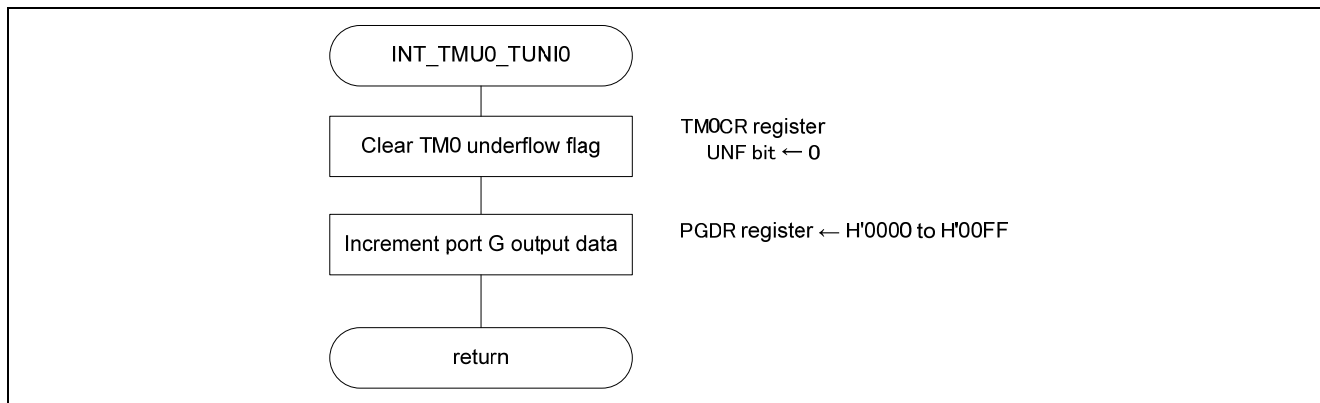 INT_TMU0_TUNI0
Clear TM0 underflow flag
TM0CR register
UNF bit ← 0
Increment port G output data
PGDR register ← H'0000 to H'00FF
return